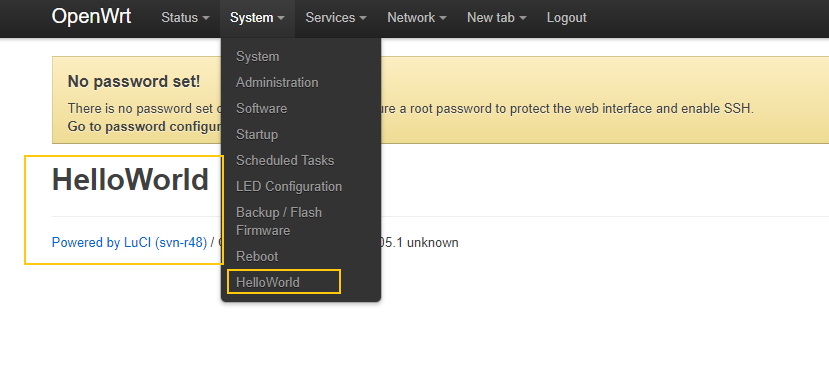 OpenWrt Status System Services Network New tab Logout
System
Administration
Software
Startup
Scheduled Tasks
LED Configuration
Backup / Flash
Firmware
Reboot
HelloWorld
No password set!
There is no password set a root password to protect the web interface and enable SSH.
Go to password
HelloWorld
Powered by LuCI (svn-r48) / 05.1 unknown